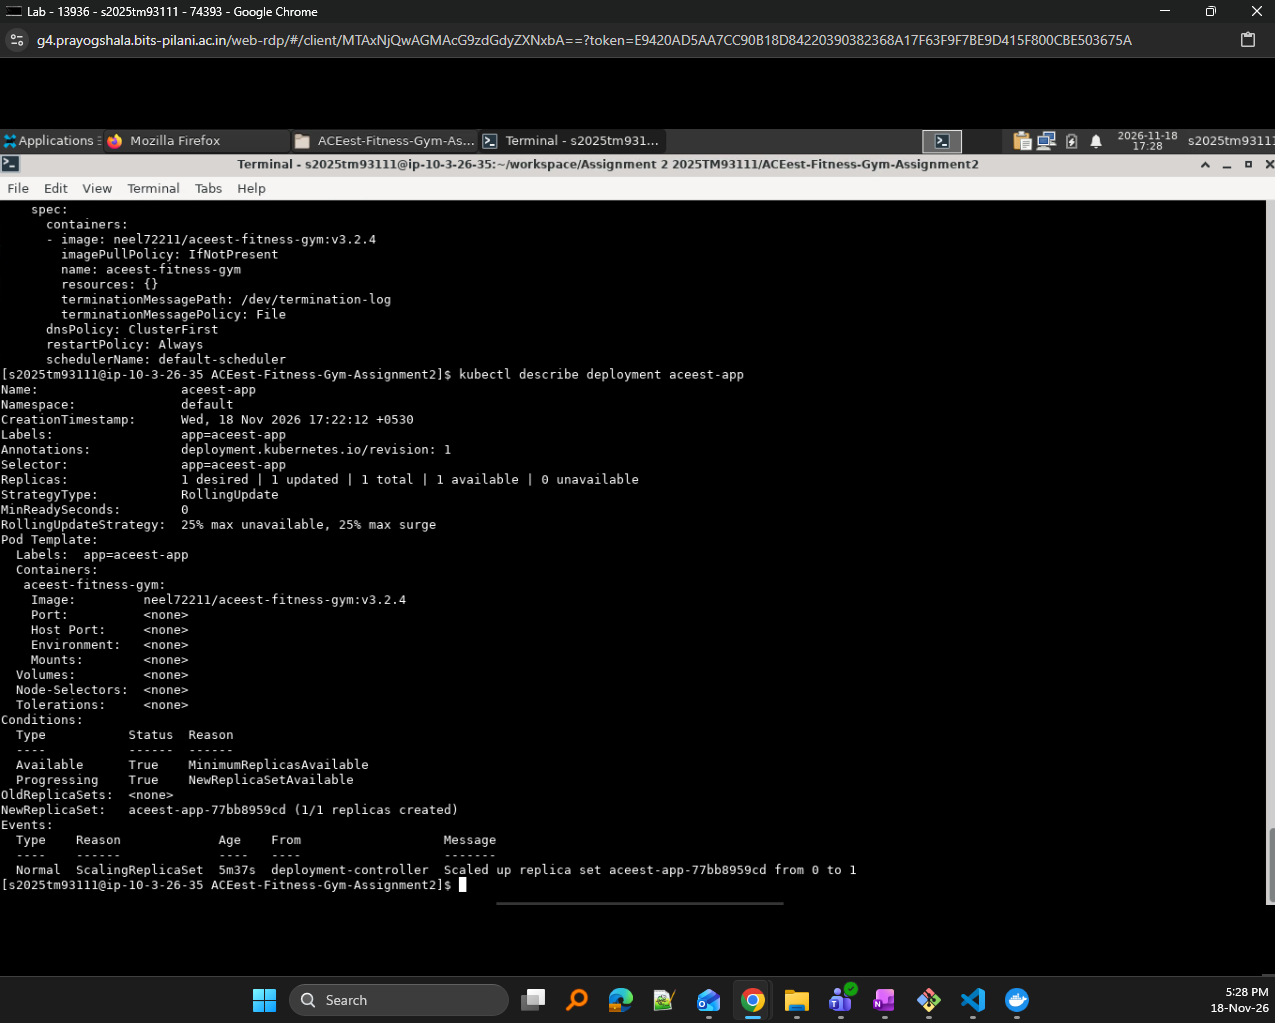 Lab - 13936 - s2025tm93111 - 74393 - Google Chrome
g4.prayogshala.bits-pilani.ac.in/web-rdp/#/client/MTAxNjQwAGMAcG9zdGdyZXNxbA==?token=E9420AD5AA7CC90B18D84220390382368A17F63F9F7BE9D415F800CBE503675A
Applications Mozilla Firefox ACEest-Fitness-Gym-As... Terminal - s2025tm931... 2026-11-18 17:28 s2025tm93111
Terminal - s2025tm93111@ip-10-3-26-35:~/workspace/Assignment 2 2025TM93111/ACEest-Fitness-Gym-Assignment2
File Edit View Terminal Tabs Help
    spec:
      containers:
      - image: neel72211/aceest-fitness-gym:v3.2.4
        imagePullPolicy: IfNotPresent
        name: aceest-fitness-gym
        resources: {}
        terminationMessagePath: /dev/termination-log
        terminationMessagePolicy: File
      dnsPolicy: ClusterFirst
      restartPolicy: Always
      schedulerName: default-scheduler
[s2025tm93111@ip-10-3-26-35 ACEest-Fitness-Gym-Assignment2]$ kubectl describe deployment aceest-app
Name:                   aceest-app
Namespace:              default
CreationTimestamp:      Wed, 18 Nov 2026 17:22:12 +0530
Labels:                 app=aceest-app
Annotations:            deployment.kubernetes.io/revision: 1
Selector:               app=aceest-app
Replicas:               1 desired | 1 updated | 1 total | 1 available | 0 unavailable
StrategyType:           RollingUpdate
MinReadySeconds:        0
RollingUpdateStrategy:  25% max unavailable, 25% max surge
Pod Template:
  Labels:  app=aceest-app
  Containers:
   aceest-fitness-gym:
    Image:         neel72211/aceest-fitness-gym:v3.2.4
    Port:          <none>
    Host Port:     <none>
    Environment:   <none>
    Mounts:        <none>
  Volumes:         <none>
  Node-Selectors:  <none>
  Tolerations:     <none>
Conditions:
  Type           Status  Reason
  ----           ------  ------
  Available      True    MinimumReplicasAvailable
  Progressing    True    NewReplicaSetAvailable
OldReplicaSets:  <none>
NewReplicaSet:   aceest-app-77bb8959cd (1/1 replicas created)
Events:
  Type    Reason             Age    From                   Message
  ----    ------             ----   ----                   -------
  Normal  ScalingReplicaSet  5m37s  deployment-controller  Scaled up replica set aceest-app-77bb8959cd from 0 to 1
[s2025tm93111@ip-10-3-26-35 ACEest-Fitness-Gym-Assignment2]$
Search
5:28 PM
18-Nov-26